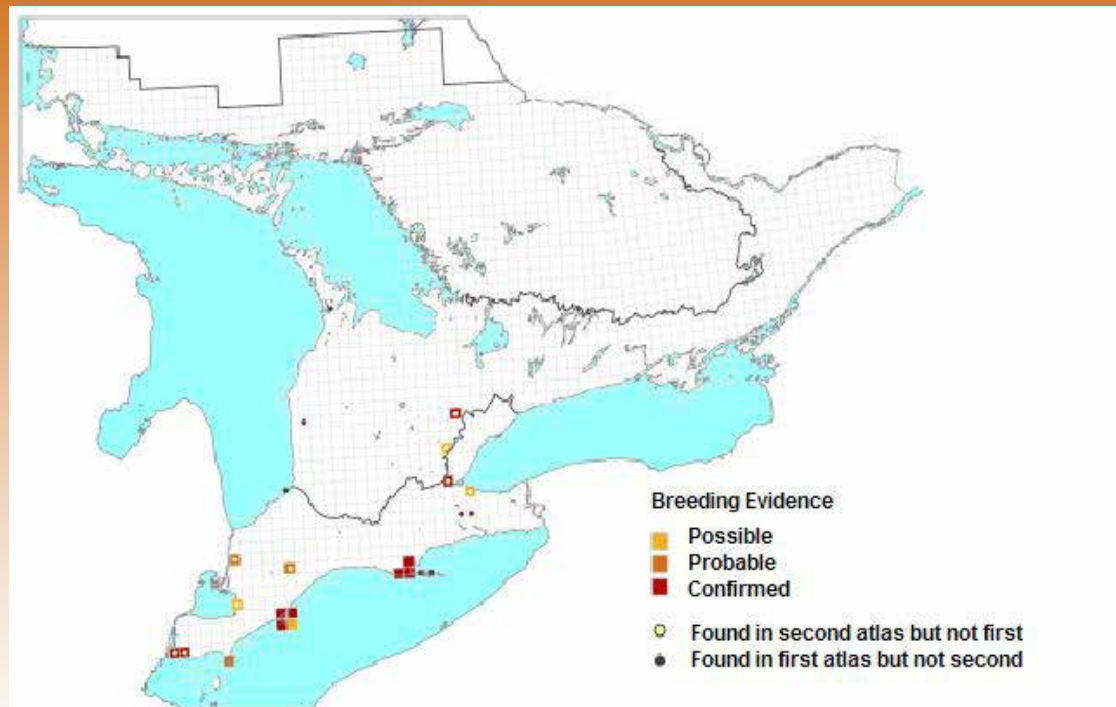 Breeding Evidence
Possible
Probable
Confirmed
Found in second atlas but not first
Found in first atlas but not second